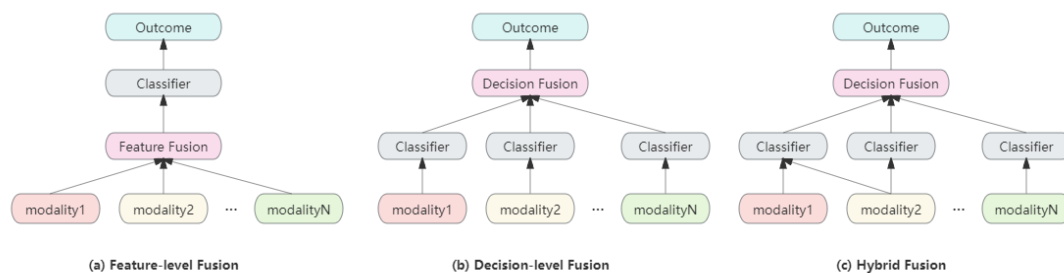 Outcome
Classifier
Feature Fusion
modality1
modality2
...
modalityN
(a) Feature-level Fusion
Outcome
Decision Fusion
Classifier
Classifier
Classifier
modality1
modality2
...
modalityN
(b) Decision-level Fusion
Outcome
Decision Fusion
Classifier
Classifier
Classifier
modality1
modality2
...
modalityN
(c) Hybrid Fusion